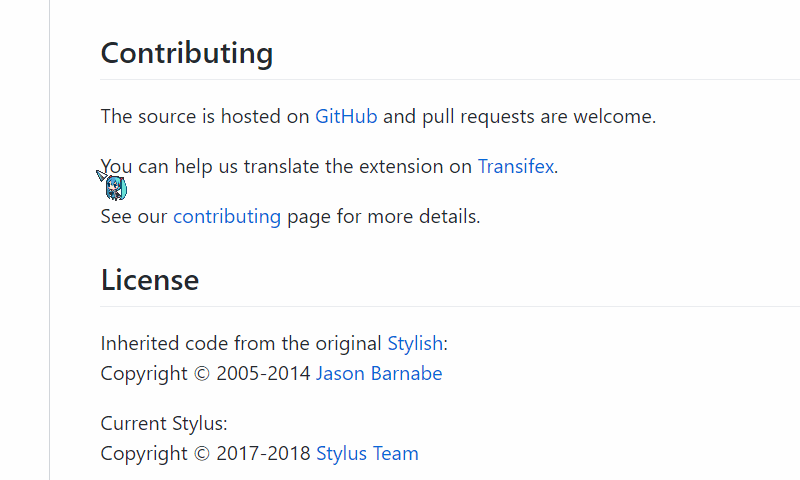 Contributing
The source is hosted on GitHub and pull requests are welcome.
You can help us translate the extension on Transifex.
See our contributing page for more details.
License
Inherited code from the original Stylish:
Copyright © 2005-2014 Jason Barnabe
Current Stylus:
Copyright © 2017-2018 Stylus Team